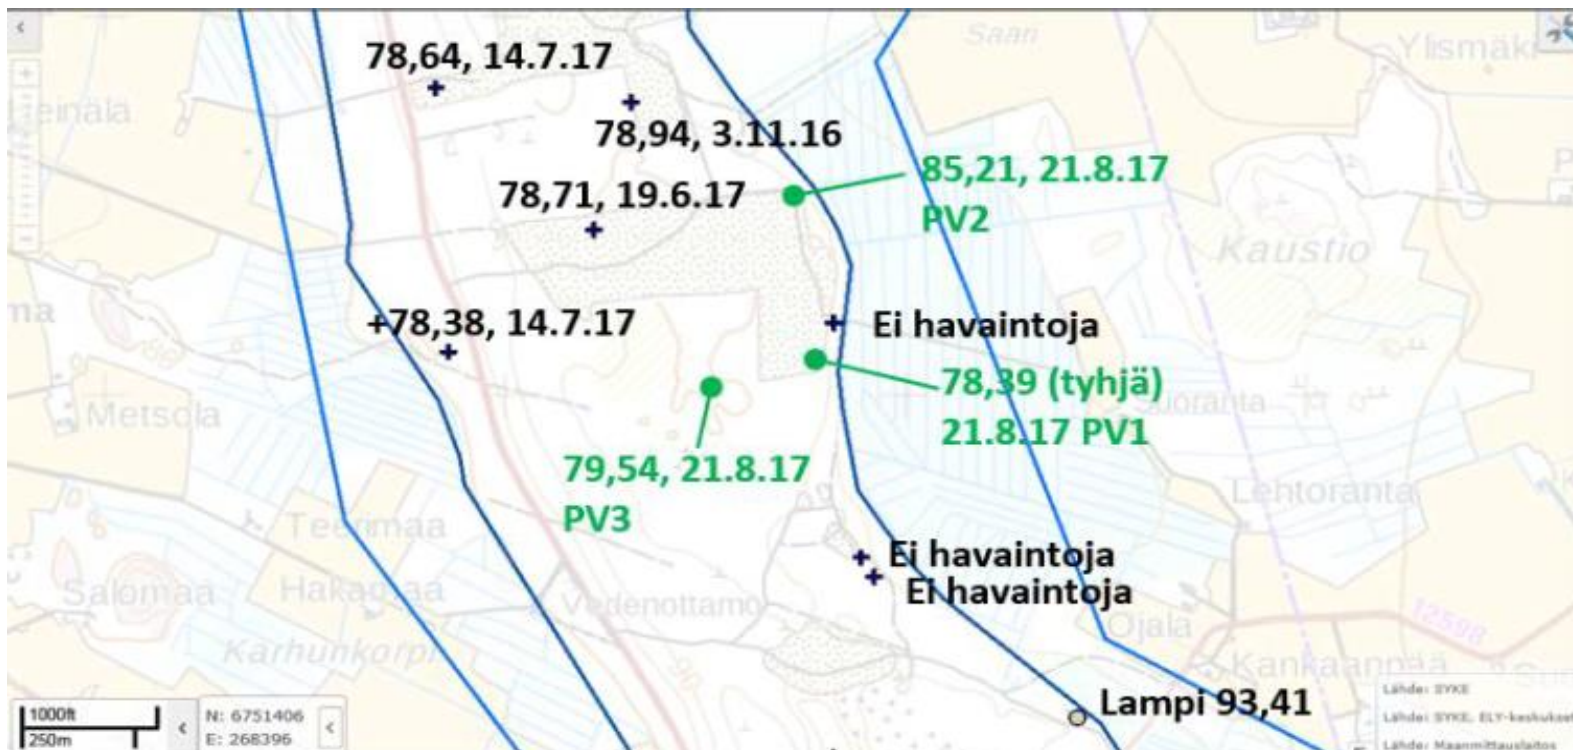 Saari
Ylismäki
78,64, 14.7.17
78,94, 3.11.16
85,21, 21.8.17
PV2
78,71, 19.6.17
Kaustio
+78,38, 14.7.17
Ei havaintoja
78,39 (tyhjä)
21.8.17 PV1
Metsola
79,54, 21.8.17
PV3
Lehtoranta
Teerimaa
Ei havaintoja
Ei havaintoja
Salomaa
Vedenottamo
12598
Ojala
Karhunkorpi
Kankaanpää
90
Lampi 93,41
1000ft
250m
N: 6751406
E: 268396
Lähde: SYKE
Lähde: SYKE, ELY-keskukset
Lähde: Maanmittauslaitos